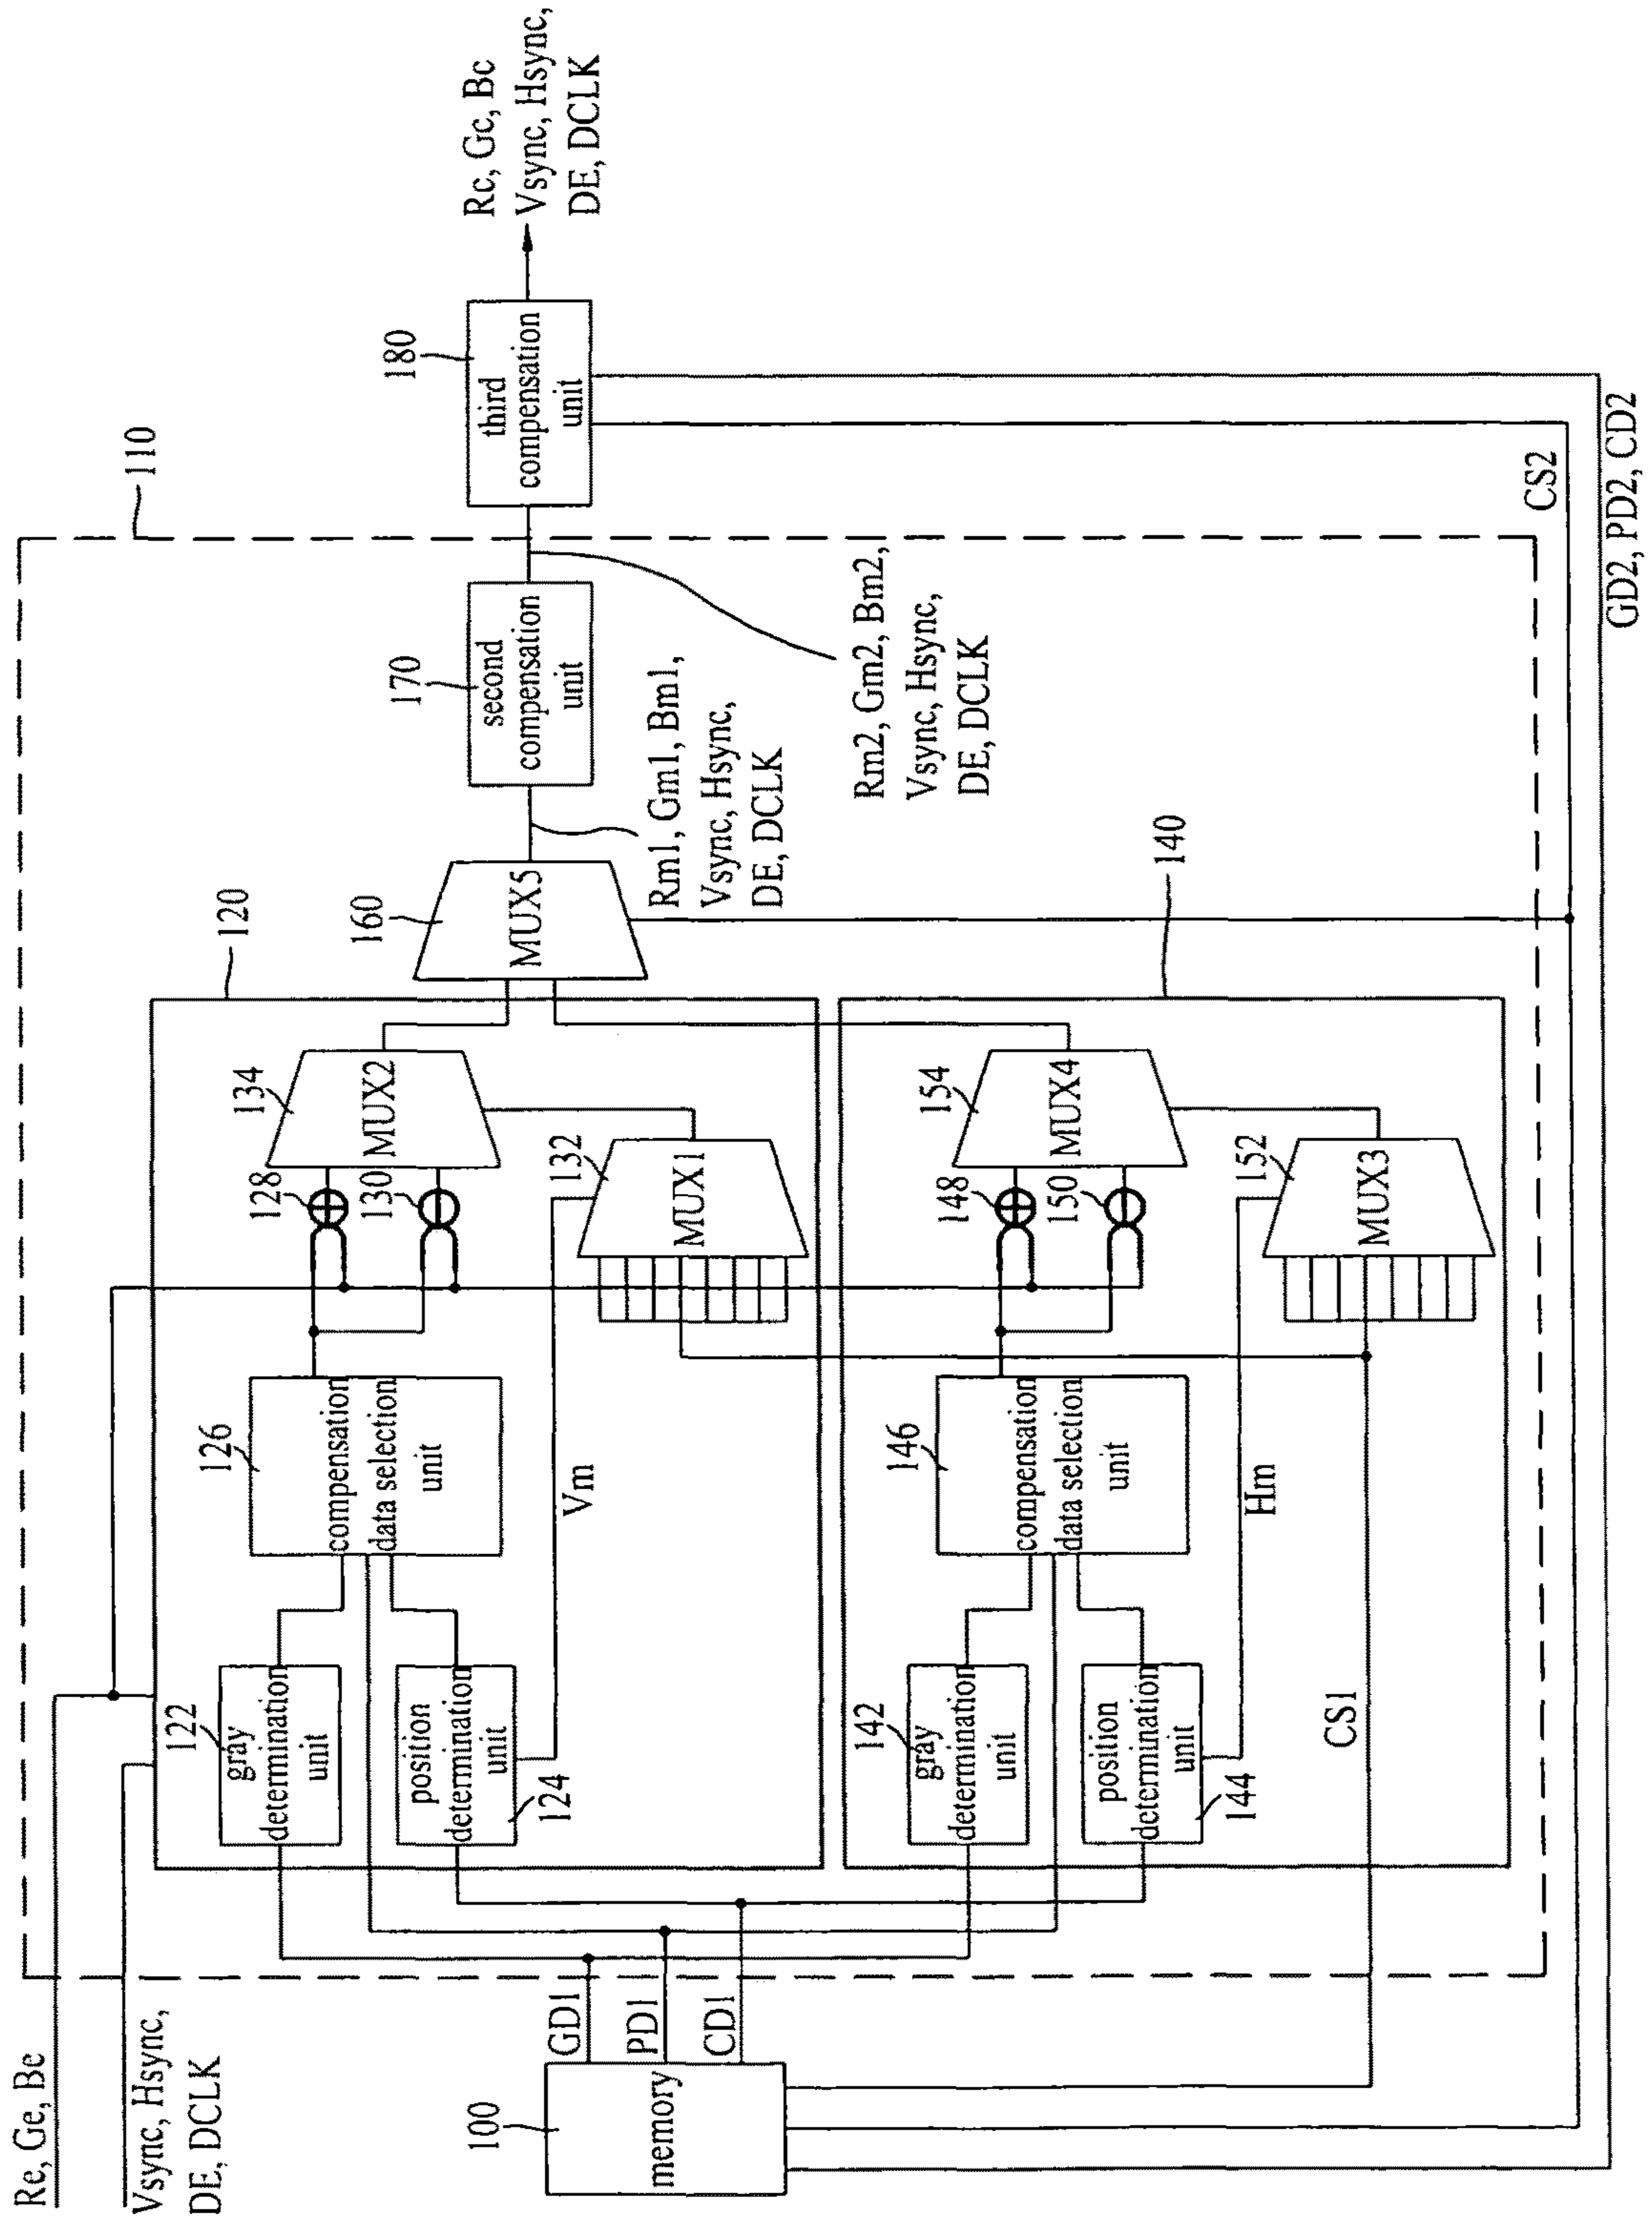 Re, Ge, Be
Vsync, Hsync,
DE, DCLK
100
memory
GD1
PD1
CD1
110
120
122
gray
determination
unit
position
determination
unit
124
126
compensation
data selection
unit
Vm
128
130
132
MUX1
134
MUX2
140
142
gray
determination
unit
position
determination
unit
144
146
compensation
data selection
unit
Hm
CS1
148
150
152
MUX3
154
MUX4
160
MUX5
Rm1, Gm1, Bm1,
Vsync, Hsync,
DE, DCLK
170
second
compensation
unit
Rm2, Gm2, Bm2,
Vsync, Hsync,
DE, DCLK
180
third
compensation
unit
CS2
GD2, PD2, CD2
Rc, Gc, Bc
Vsync, Hsync,
DE, DCLK